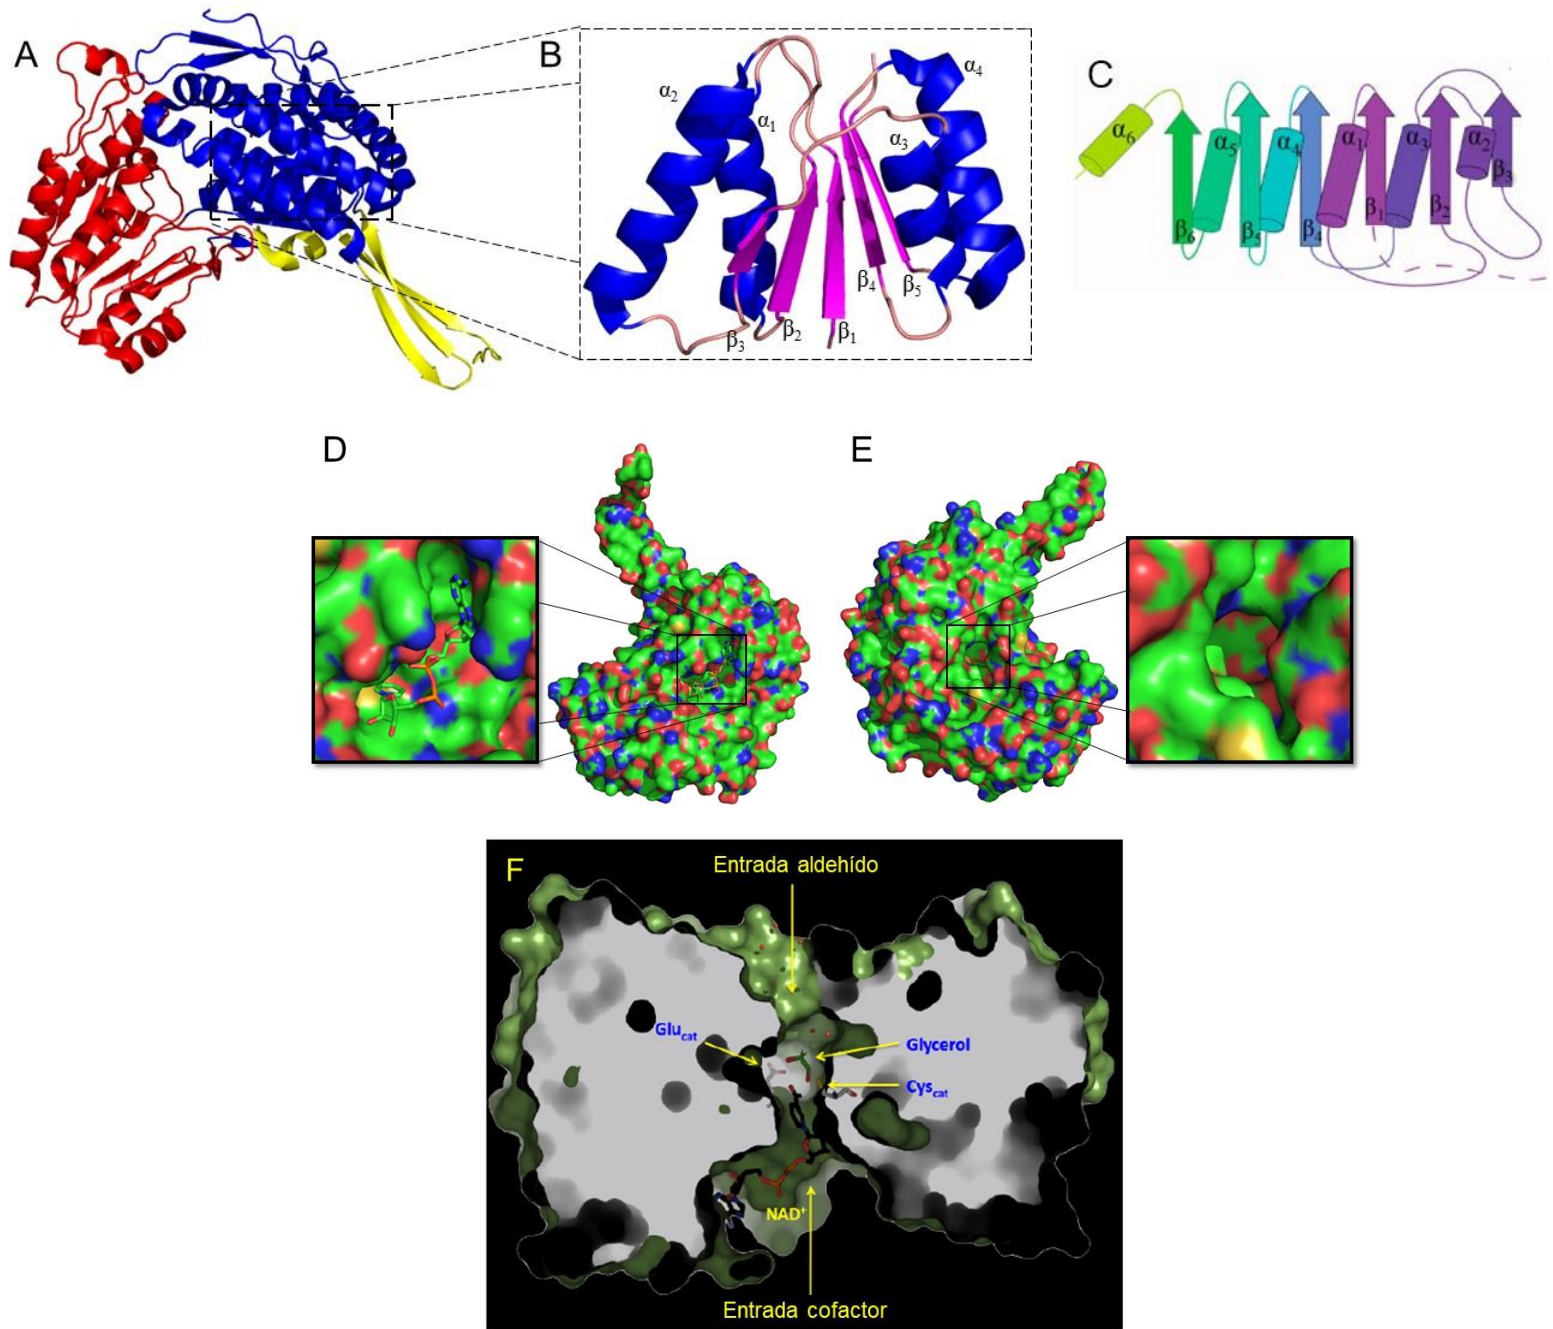 A
B
C
α2
α1
α3
α4
β3
β2
β1
β4
β5
α6
α5
α4
α1
α3
α2
β6
β5
β4
β1
β2
β3
D
E
F
Entrada aldehído
Glucat
Glycerol
Cyscat
NAD+
Entrada cofactor